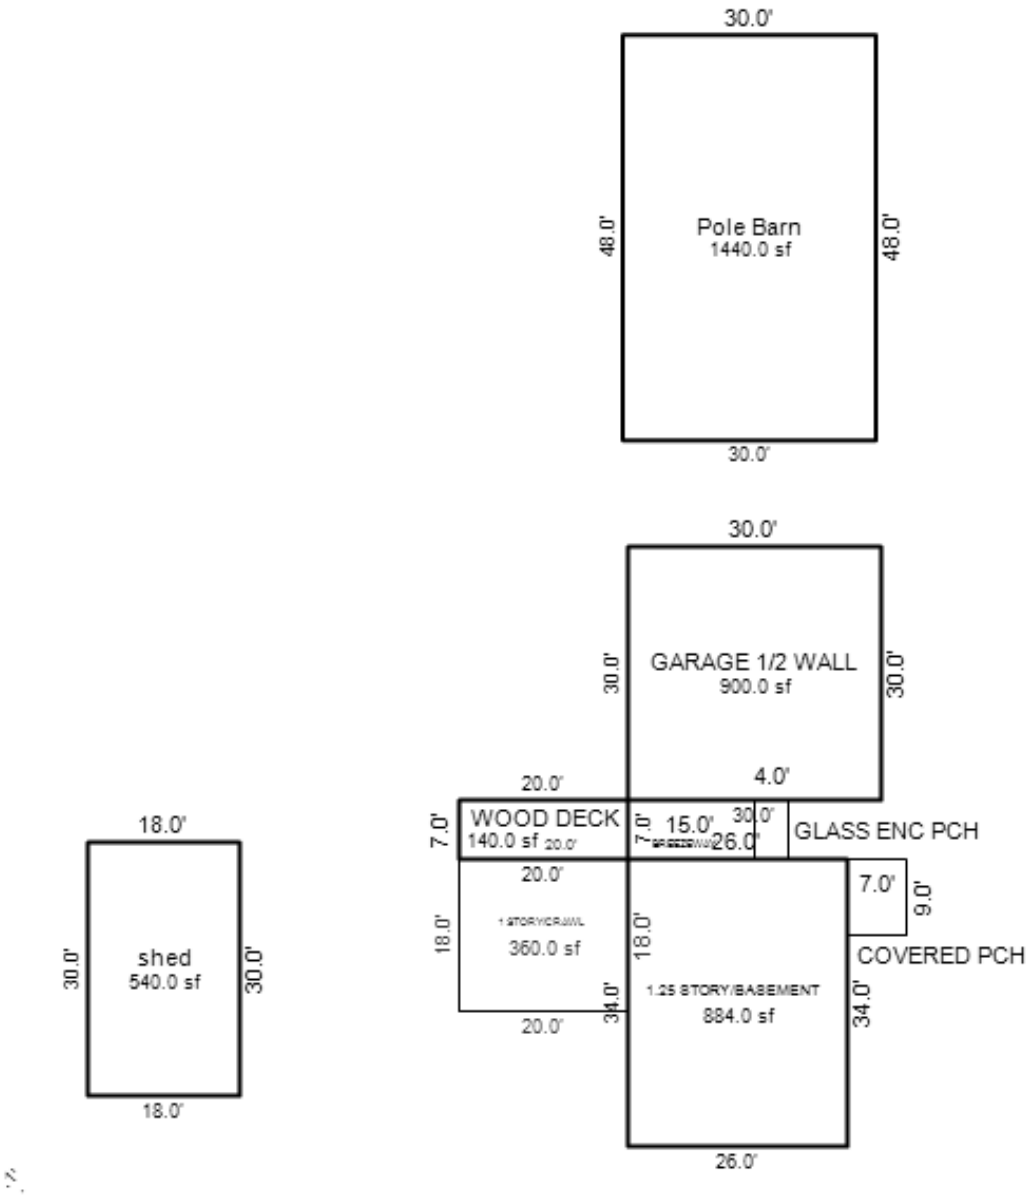 30.0'
48.0'
Pole Barn
1440.0 sf
48.0'
30.0'
30.0'
30.0'
GARAGE 1/2 WALL
900.0 sf
30.0'
4.0'
20.0'
7.0'
WOOD DECK
140.0 sf 20.0'
7.0'
15.0'
BREEZEWAY
30.0'
26.0'
GLASS ENC PCH
20.0'
18.0'
1 STORY/CRAWL
360.0 sf
18.0'
20.0'
7.0'
9.0'
COVERED PCH
34.0'
1.25 STORY/BASEMENT
884.0 sf
34.0'
26.0'
18.0'
30.0'
shed
540.0 sf
30.0'
18.0'